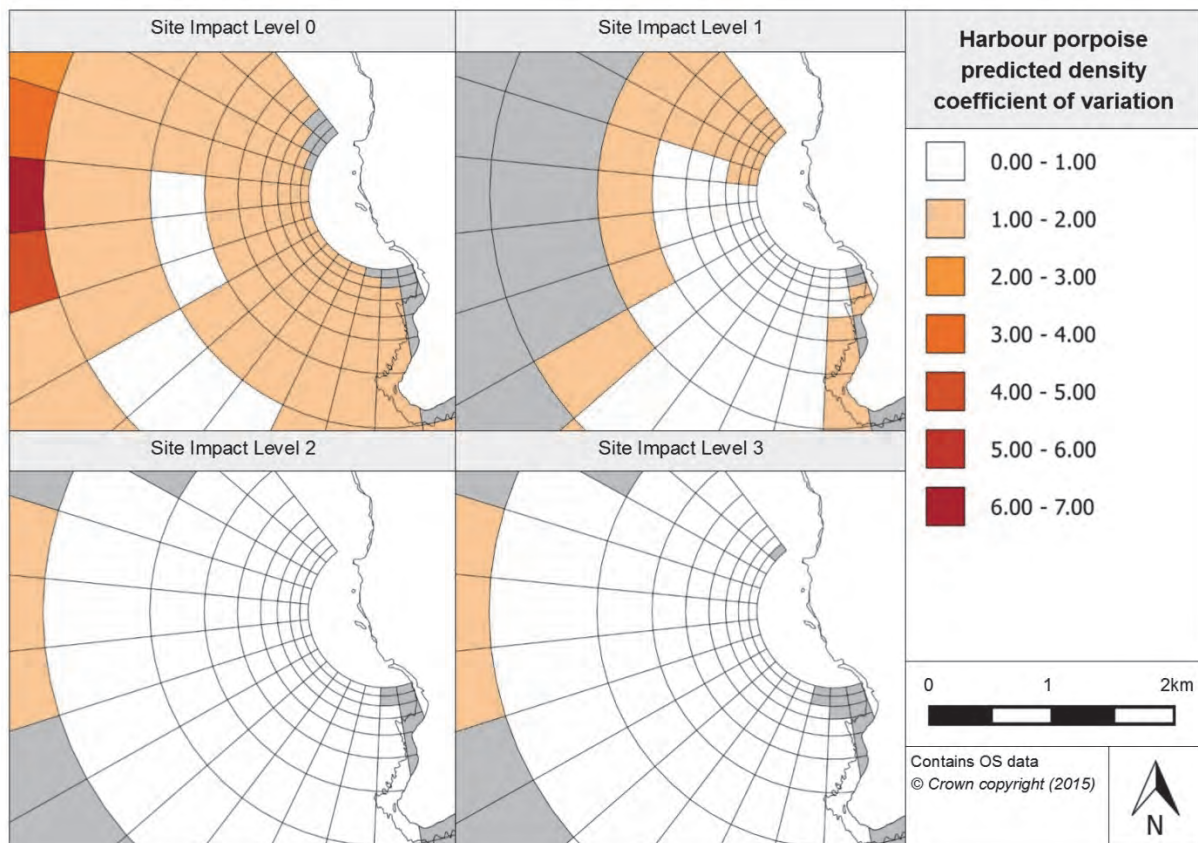 Site Impact Level 0
Site Impact Level 1
Site Impact Level 2
Site Impact Level 3
Harbour porpoise
predicted density
coefficient of variation
0.00 - 1.00
1.00 - 2.00
2.00 - 3.00
3.00 - 4.00
4.00 - 5.00
5.00 - 6.00
6.00 - 7.00
0 1 2km
Contains OS data
© Crown copyright (2015)
N